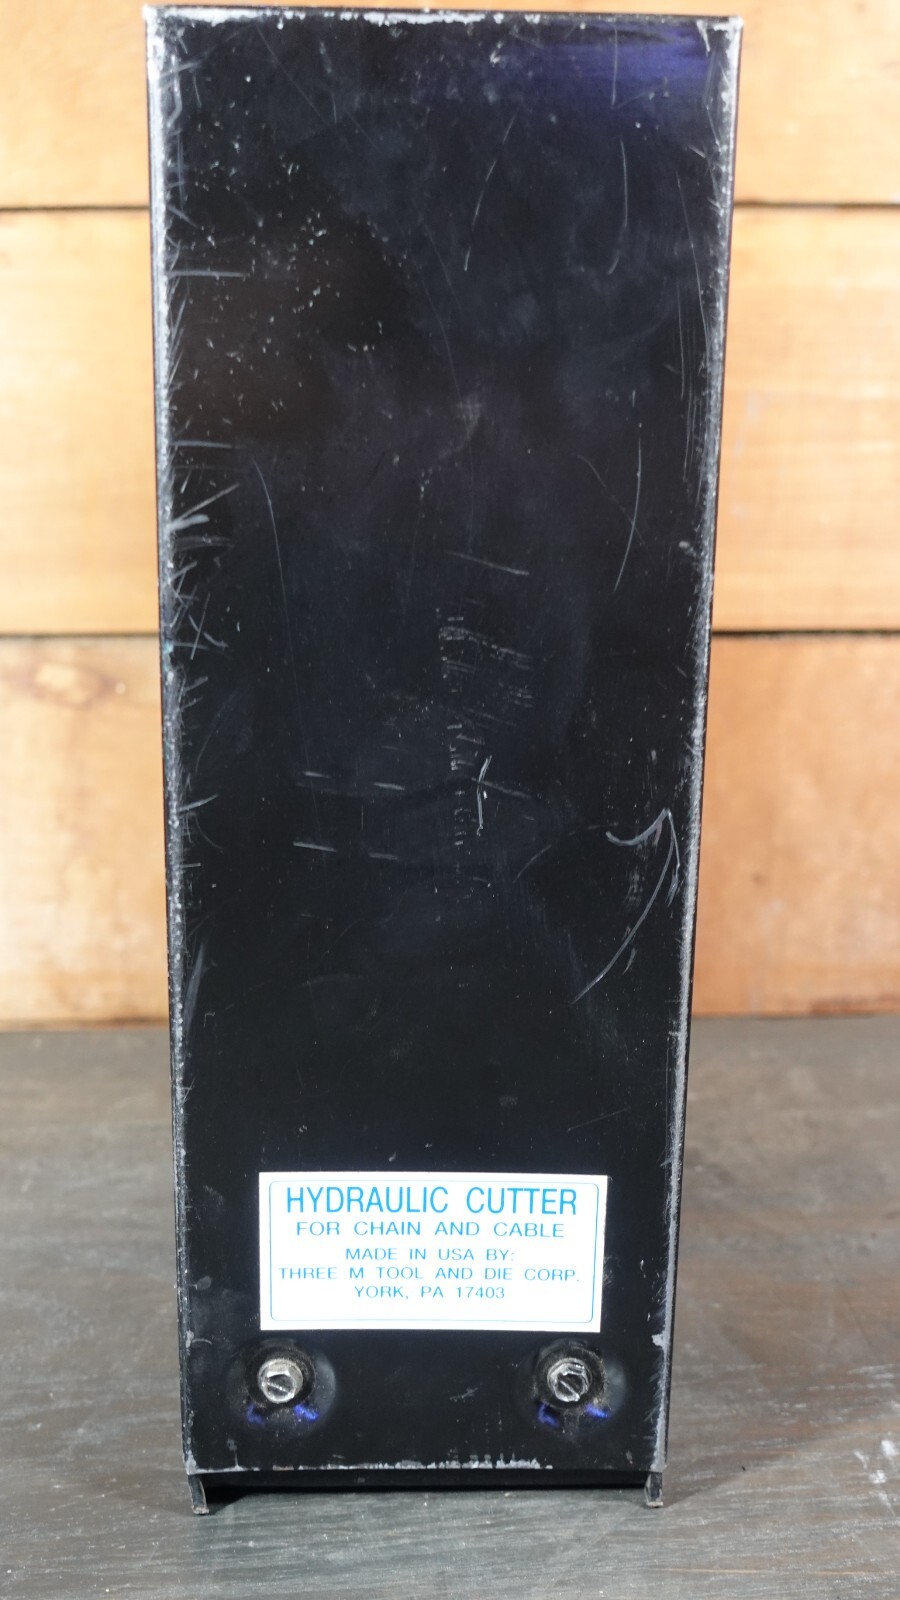 HYDRAULIC CUTTER
FOR CHAIN AND CABLE
MADE IN USA BY:
THREE M TOOL AND DIE CORP.
YORK, PA 17403